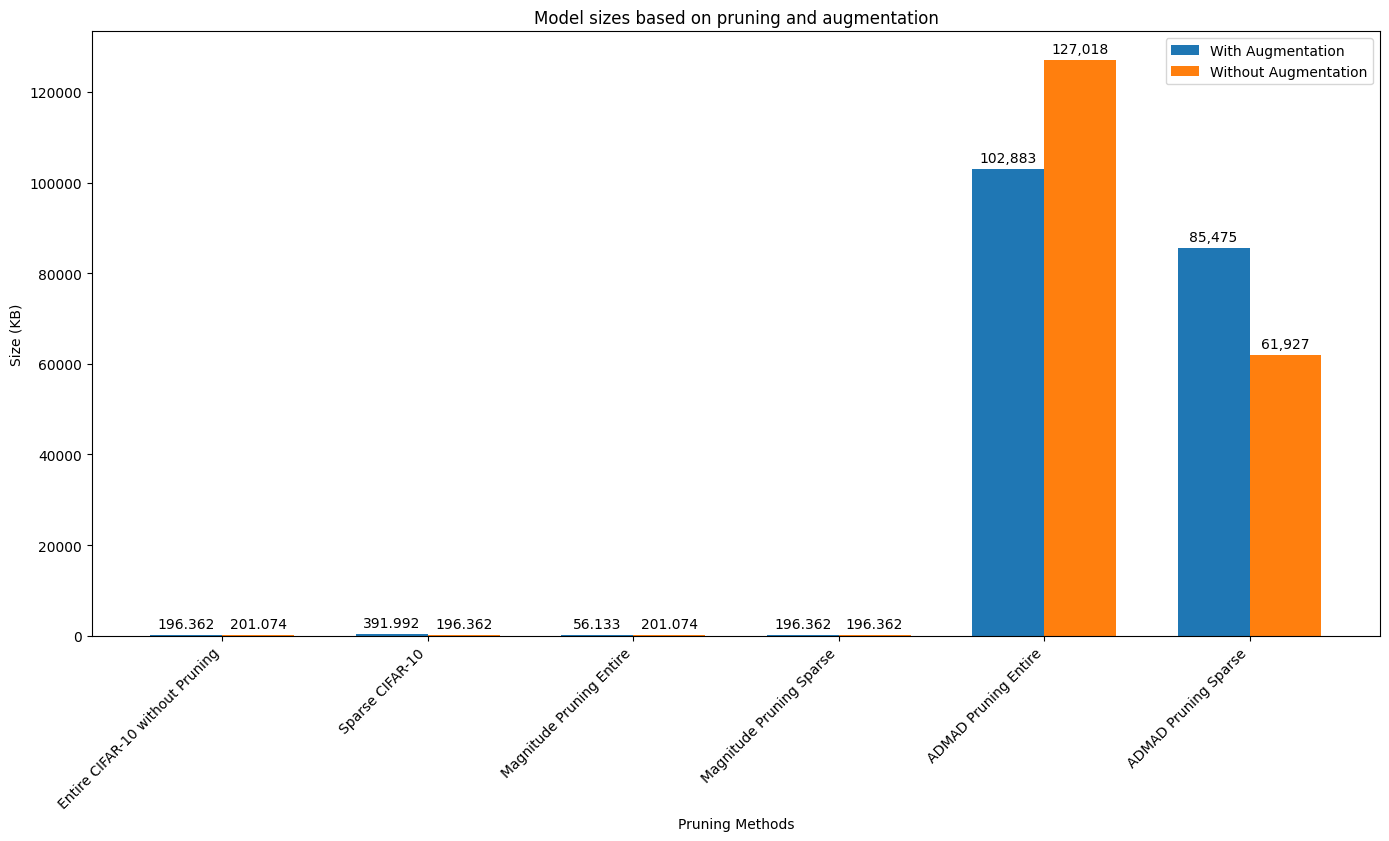 Model sizes based on pruning and augmentation
With Augmentation
Without Augmentation
Size (KB)
120000
100000
80000
60000
40000
20000
0
196.362
201.074
391.992
196.362
56.133
201.074
196.362
196.362
102,883
127,018
85,475
61,927
Entire CIFAR-10 without Pruning
Sparse CIFAR-10
Magnitude Pruning Entire
Magnitude Pruning Sparse
ADMAD Pruning Entire
ADMAD Pruning Sparse
Pruning Methods